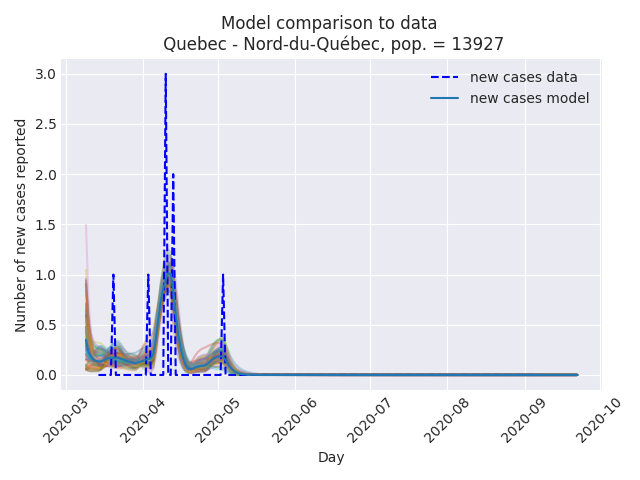 Model comparison to data
Quebec - Nord-du-Québec, pop. = 13927
new cases data
new cases model
Number of new cases reported
3.0
2.5
2.0
1.5
1.0
0.5
0.0
2020-03
2020-04
2020-05
2020-06
2020-07
2020-08
2020-09
2020-10
Day